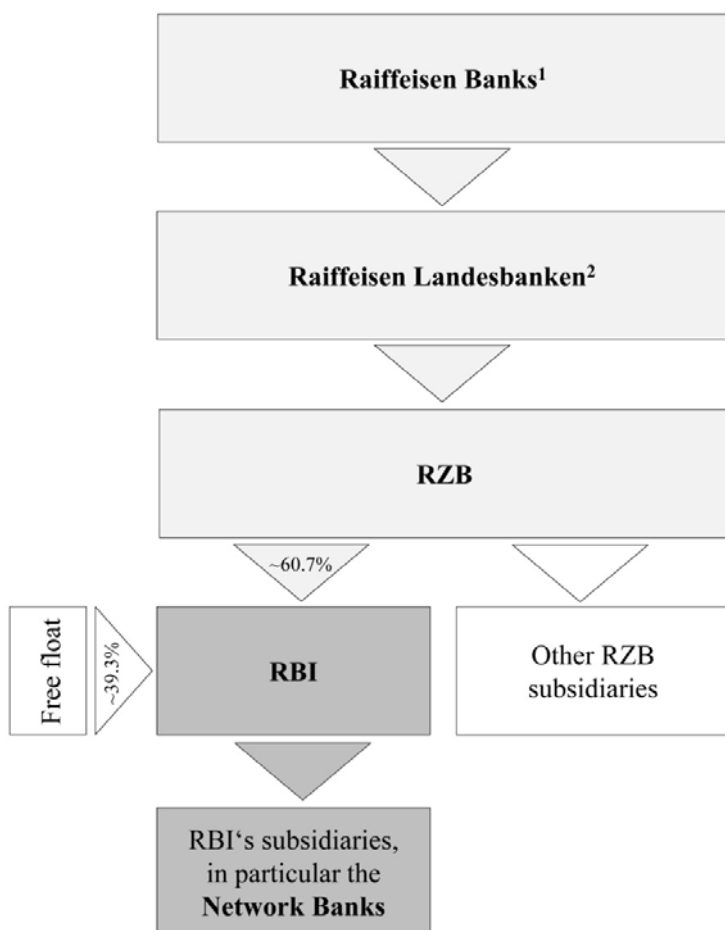 Raiffeisen Banks¹
Raiffeisen Landesbanken²
RZB
~60.7%
Free float
~39.3%
RBI
Other RZB
subsidiaries
RBI‘s subsidiaries,
in particular the
Network Banks